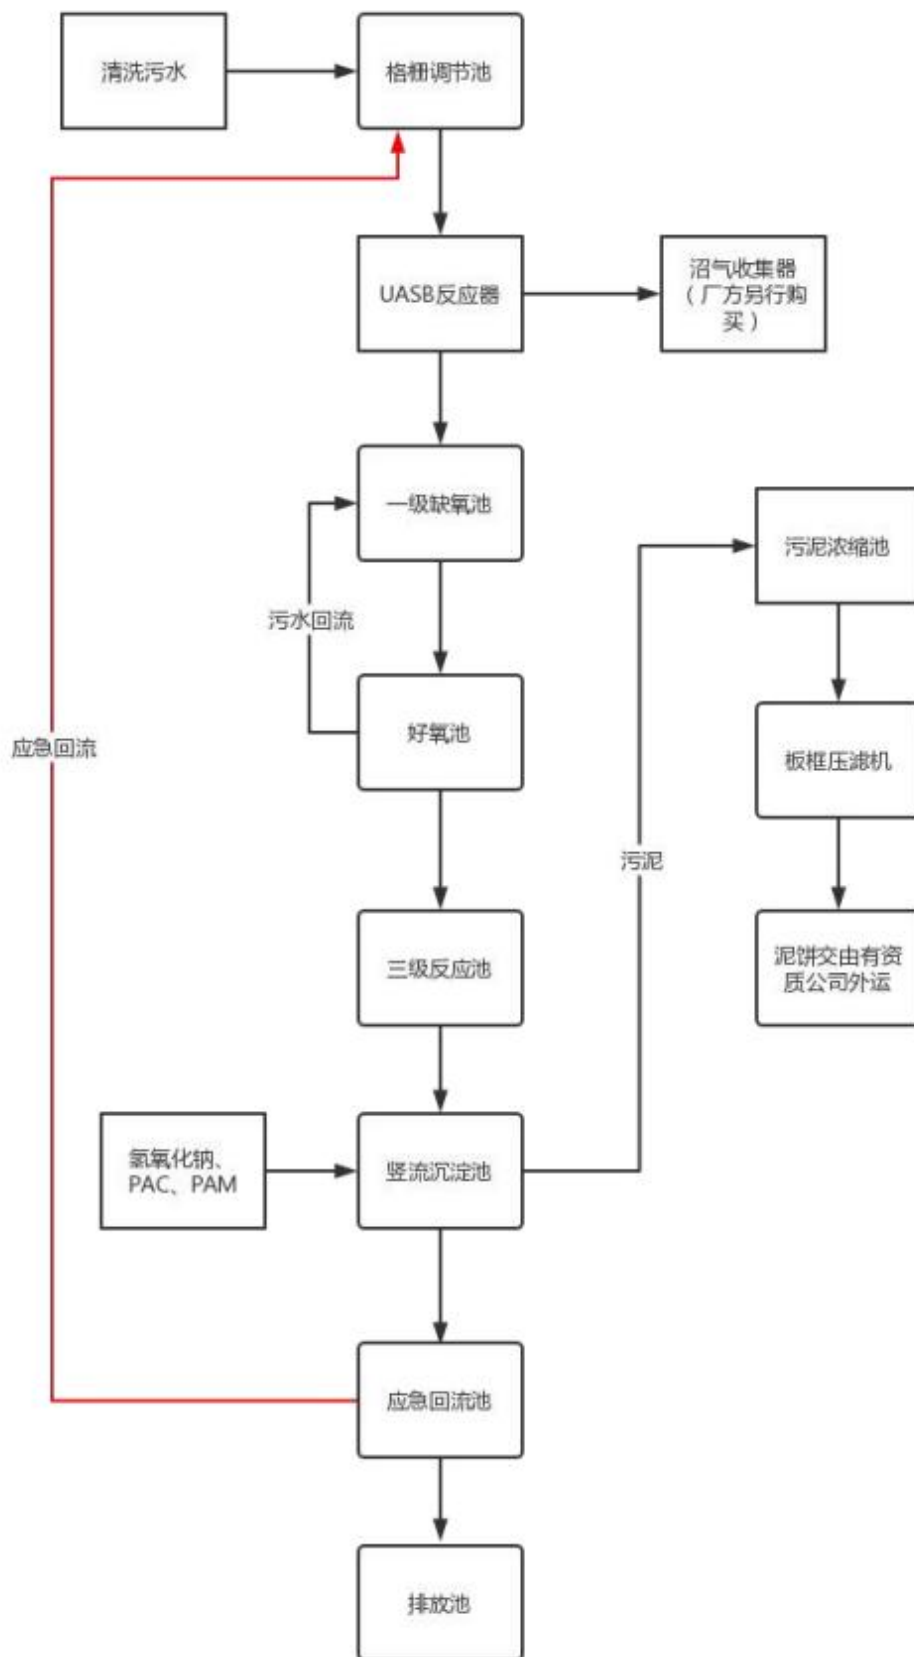 清洗污水
格栅调节池
UASB反应器
沼气收集器
（厂方另行购
买）
一级缺氧池
污泥浓缩池
污水回流
好氧池
应急回流
板框压滤机
污泥
三级反应池
泥饼交由有资
质公司外运
氢氧化钠、
PAC、PAM
竖流沉淀池
应急回流池
排放池